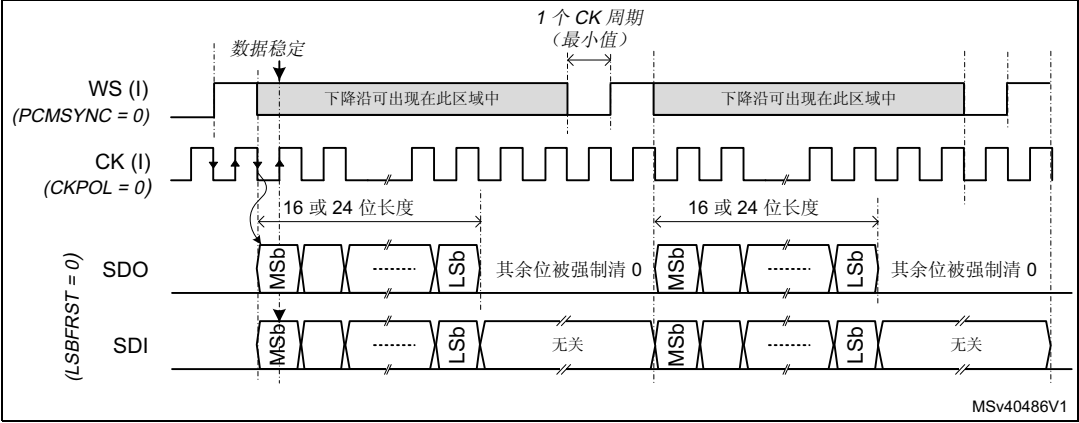 1 个 CK 周期
（最小值）
数据稳定
WS (I)
(PCMSYNC = 0)
下降沿可出现在此区域中
下降沿可出现在此区域中
CK (I)
(CKPOL = 0)
16 或 24 位长度
16 或 24 位长度
(LSBFRST = 0)
SDO
MSb
LSb
其余位被强制清 0
MSb
LSb
其余位被强制清 0
SDI
MSb
LSb
无关
MSb
LSb
无关
MSv40486V1